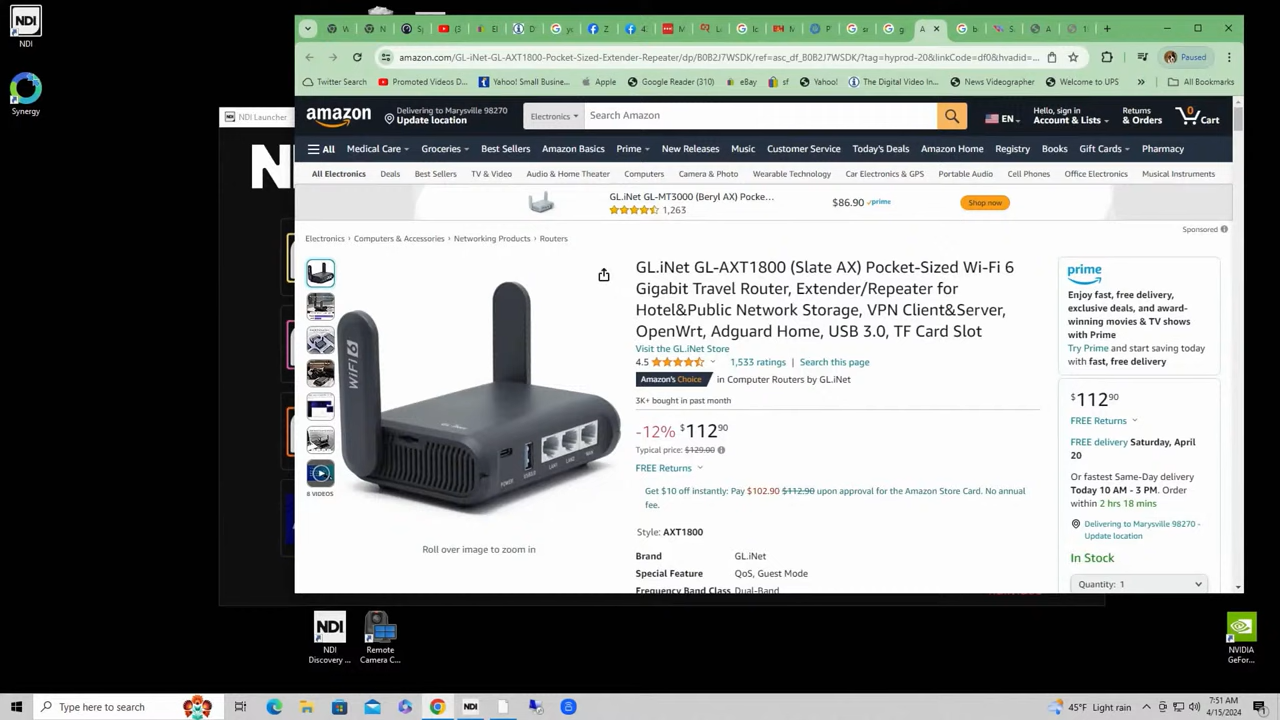 NDI
NDI
Synergy
amazon.com/GL-iNet-GL-AXT1800-Pocket-Sized-Extender-Repeater/dp/B0B2J7WSDK/ref=asc_df_B0B2J7WSDK/?tag=hyprod-20&linkCode=df0&hvadid=...
Paused
Twitter Search
Promoted Videos D...
Yahoo! Small Busine...
Apple
Google Reader (310)
eBay
sf
Yahoo!
The Digital Video In...
News Videographer
Welcome to UPS
All Bookmarks
NDI Launcher
amazon
Delivering to Marysville 98270
Update location
Electronics
Search Amazon
EN
Hello, sign in
Account & Lists
Returns
& Orders
0
Cart
All
Medical Care
Groceries
Best Sellers
Amazon Basics
Prime
New Releases
Music
Customer Service
Today's Deals
Amazon Home
Registry
Books
Gift Cards
Pharmacy
All Electronics
Deals
Best Sellers
TV & Video
Audio & Home Theater
Computers
Camera & Photo
Wearable Technology
Car Electronics & GPS
Portable Audio
Cell Phones
Office Electronics
Musical Instruments
GL.iNet GL-MT3000 (Beryl AX) Pocke...
1,263
$86.90 prime
Shop now
Sponsored
Electronics › Computers & Accessories › Networking Products › Routers
WIFI 6
Roll over image to zoom in
8 VIDEOS
GL.iNet GL-AXT1800 (Slate AX) Pocket-Sized Wi-Fi 6
Gigabit Travel Router, Extender/Repeater for
Hotel&Public Network Storage, VPN Client&Server,
OpenWrt, Adguard Home, USB 3.0, TF Card Slot
Visit the GL.iNet Store
4.5
1,533 ratings | Search this page
Amazon's Choice in Computer Routers by GL.iNet
3K+ bought in past month
-12% $112.90
Typical price: $129.00
FREE Returns
Get $10 off instantly: Pay $102.90 $112.90 upon approval for the Amazon Store Card. No annual
fee.
Style: AXT1800
Brand GL.iNet
Special Feature QoS, Guest Mode
Frequency Band Class Dual-Band
prime
Enjoy fast, free delivery,
exclusive deals, and award-
winning movies & TV shows
with Prime
Try Prime and start saving today
with fast, free delivery
$112.90
FREE Returns
FREE delivery Saturday, April
20
Or fastest Same-Day delivery
Today 10 AM - 3 PM. Order
within 2 hrs 18 mins
Delivering to Marysville 98270 -
Update location
In Stock
Quantity: 1
NDI
NDI
Discovery ...
Remote
Camera C...
NVIDIA
GeFor...
Type here to search
NDI
45°F Light rain
7:51 AM
4/15/2024